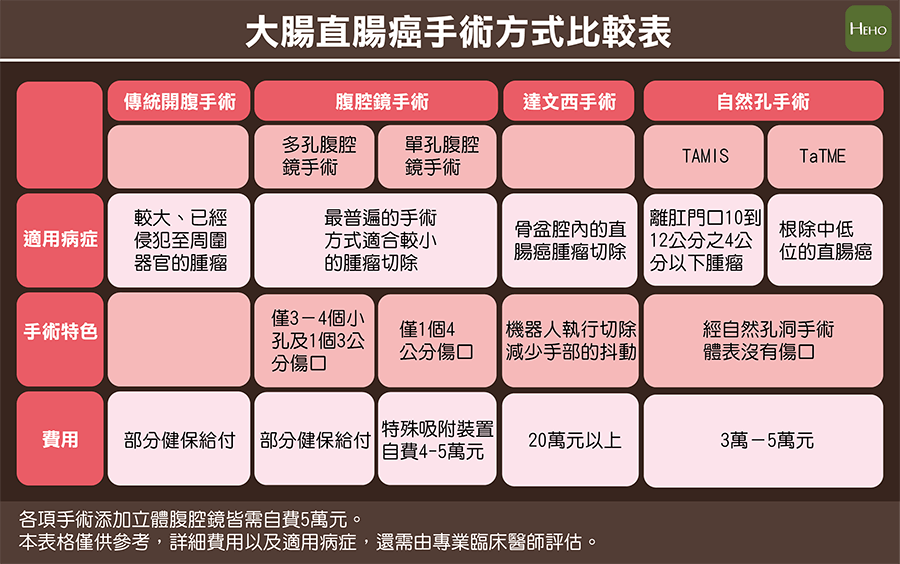 大腸直腸癌手術方式比較表
HEHO
傳統開腹手術
腹腔鏡手術
達文西手術
自然孔手術
多孔腹腔
鏡手術
單孔腹腔
鏡手術
TAMIS
TaTME
適用病症
較大、已經
侵犯至周圍
器官的腫瘤
最普遍的手術
方式適合較小
的腫瘤切除
骨盆腔內的直
腸癌腫瘤切除
離肛門口10到
12公分之4公
分以下腫瘤
根除中低
位的直腸癌
手術特色
僅3－4個小
孔及1個3公
分傷口
僅1個4
公分傷口
機器人執行切除
減少手部的抖動
經自然孔洞手術
體表沒有傷口
費用
部分健保給付
部分健保給付
特殊吸附裝置
自費4-5萬元
20萬元以上
3萬－5萬元
各項手術添加立體腹腔鏡皆需自費5萬元。
本表格僅供參考，詳細費用以及適用病症，還需由專業臨床醫師評估。